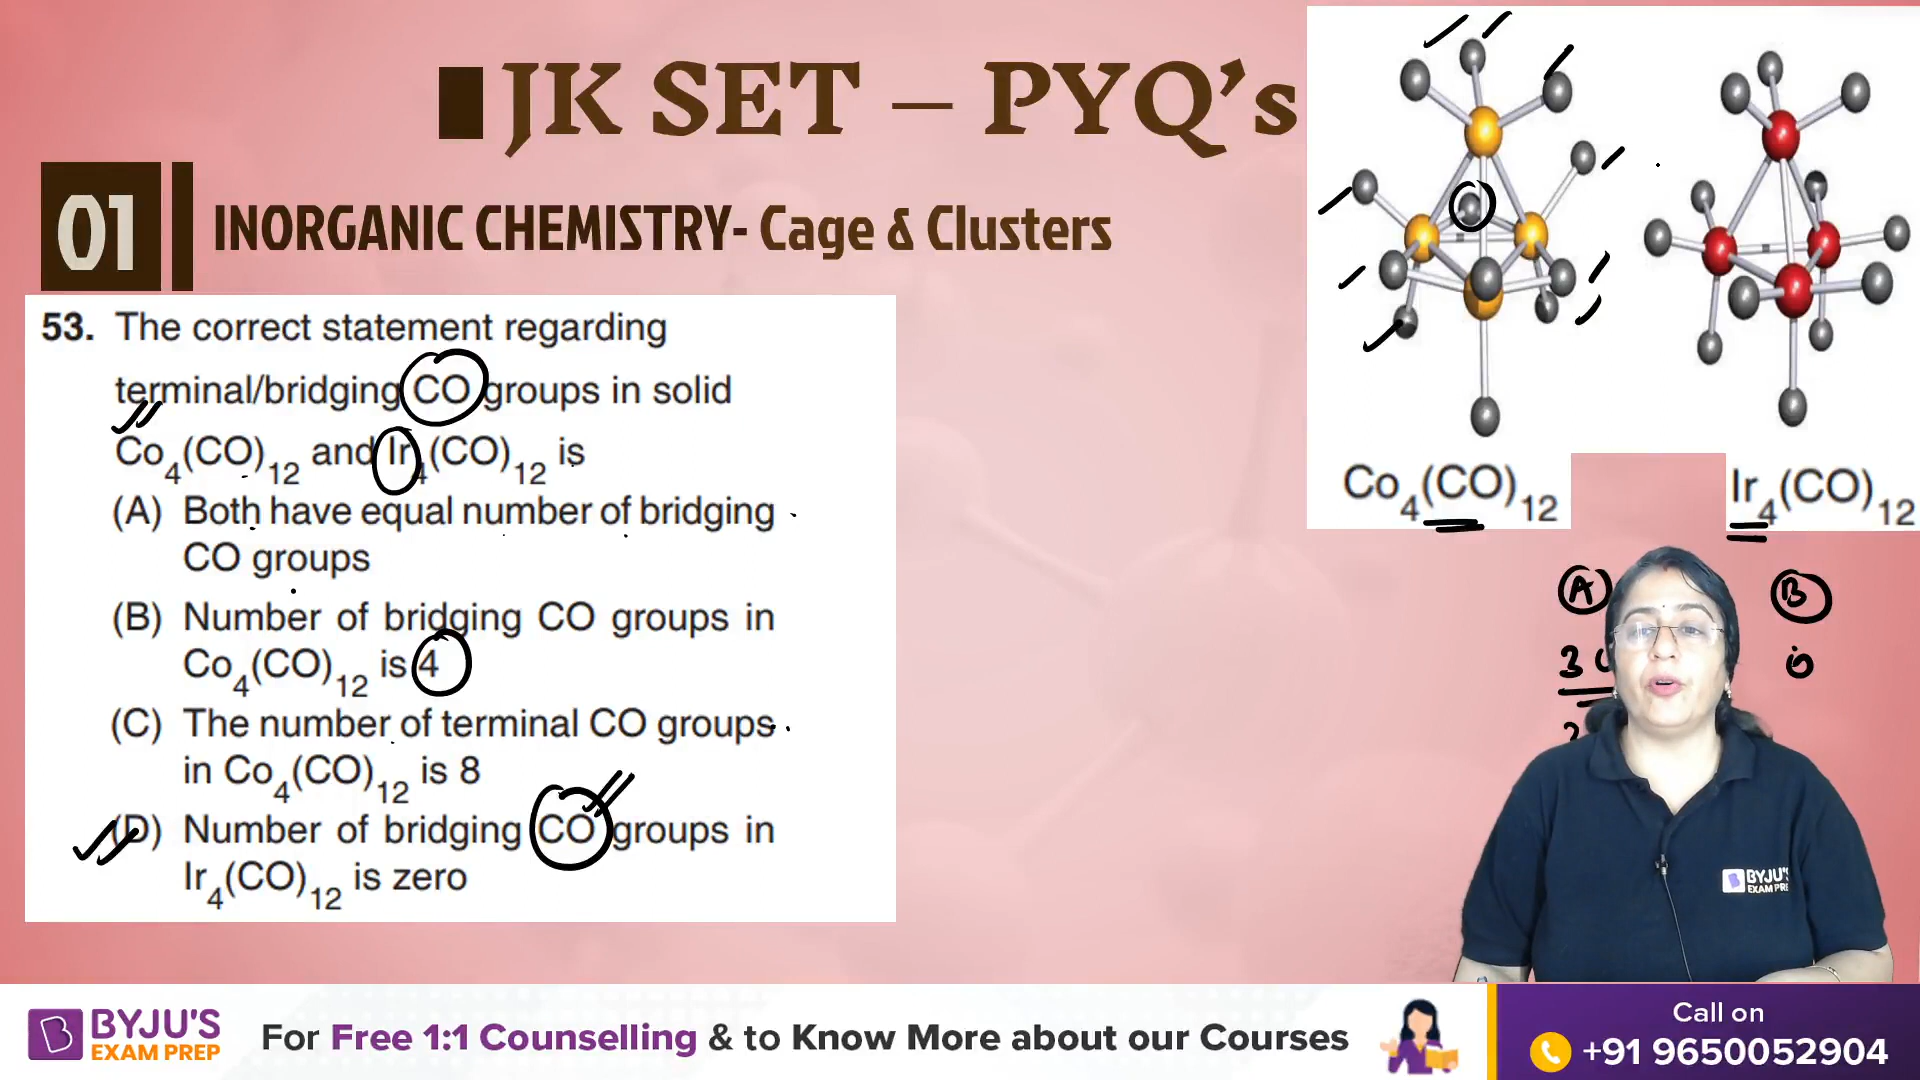 JK SET – PYQ's
01
INORGANIC CHEMISTRY- Cage & Clusters
53. The correct statement regarding
terminal/bridging CO groups in solid
Co4(CO)12 and Ir4(CO)12 is
(A) Both have equal number of bridging
CO groups
(B) Number of bridging CO groups in
Co4(CO)12 is 4
(C) The number of terminal CO groups
in Co4(CO)12 is 8
(D) Number of bridging CO groups in
Ir4(CO)12 is zero
Co4(CO)12
Ir4(CO)12
A
B
3
0
BYJU'S
EXAM PREP
BYJU'S
EXAM PREP
For Free 1:1 Counselling & to Know More about our Courses
Call on
+91 9650052904